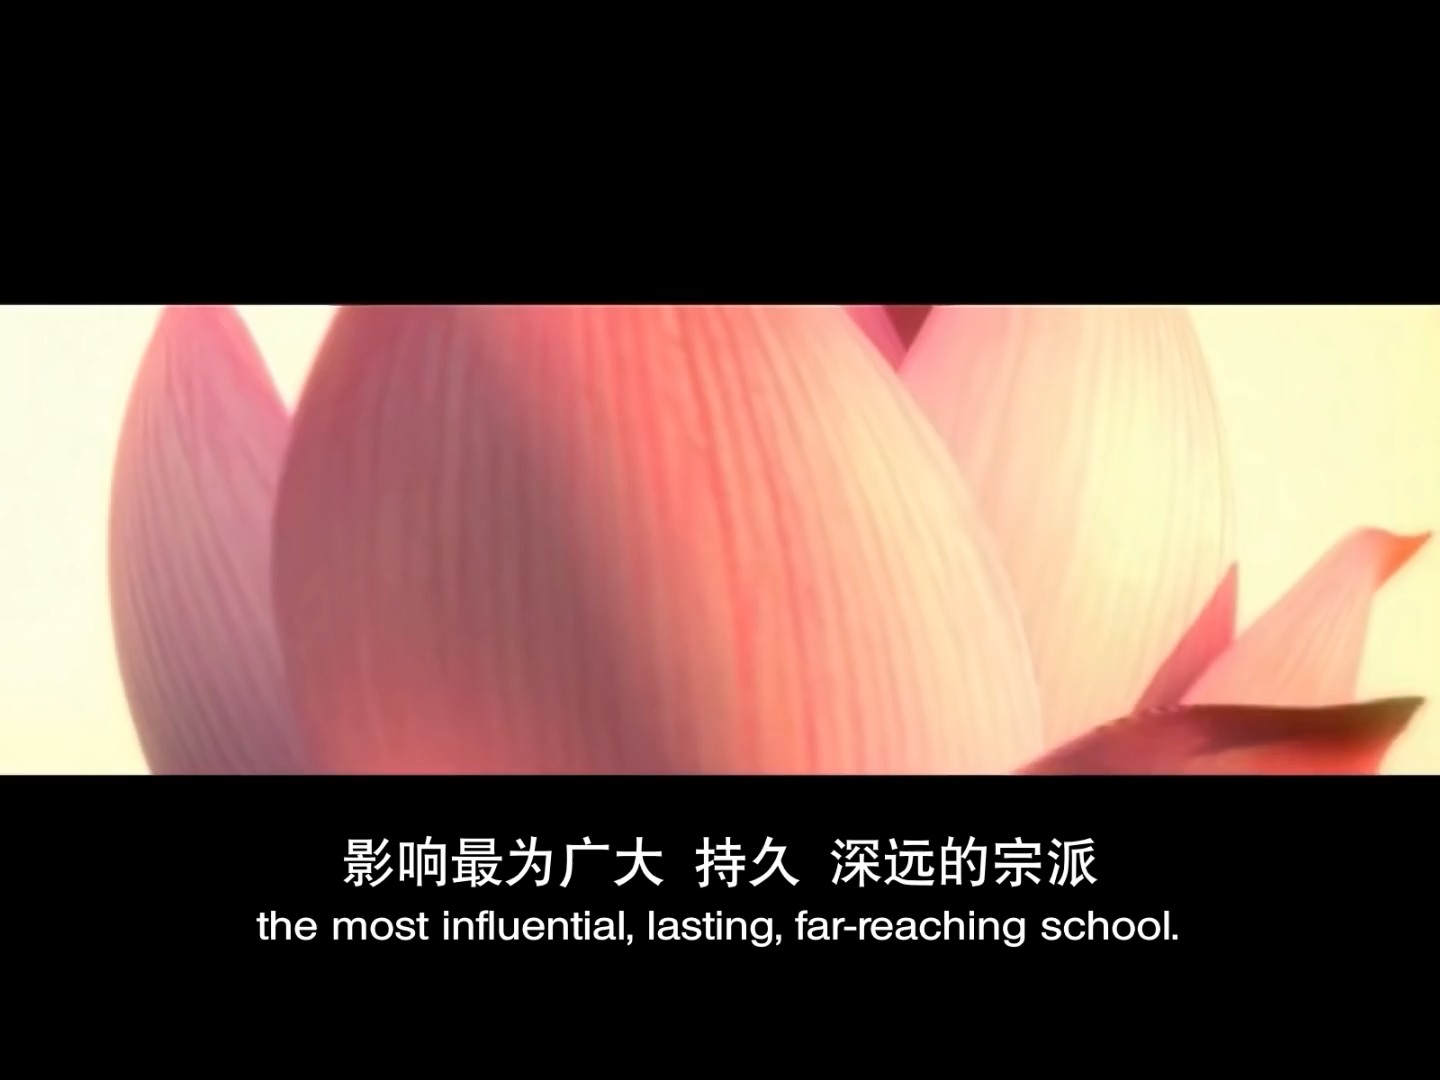 影响最为广大 持久 深远的宗派
the most influential, lasting, far-reaching school.